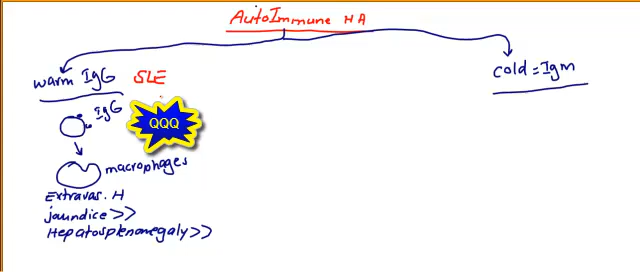 AutoImmune HA
warm IgG SLE
cold = Igm
IgG
QQQ
macrophages
Extravas. H
jaundice >>
Hepatosplenomegaly >>